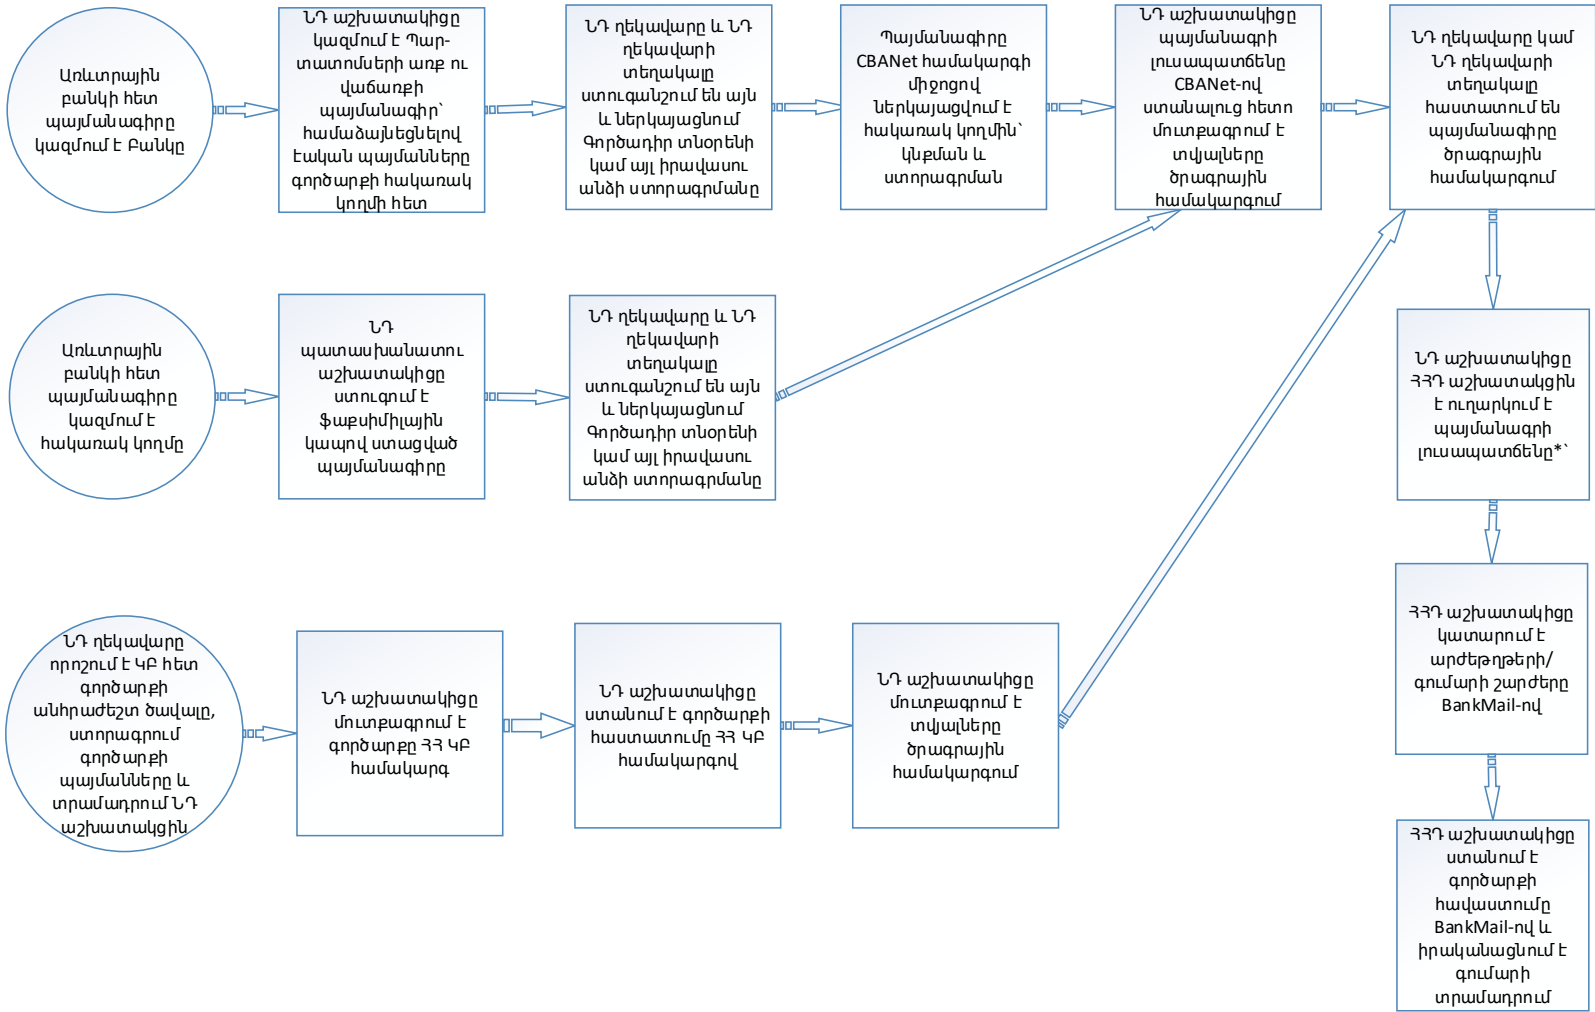 Առևտրային
բանկի հետ
պայմանագիրը
կազմում է Բանկը
ՆԴ աշխատակիցը
կազմում է Պար-
տատոմսերի առք ու
վաճառքի
պայմանագիր՝
համաձայնեցնելով
էական պայմանները
գործարքի հակառակ
կողմի հետ
ՆԴ ղեկավարը և ՆԴ
ղեկավարի
տեղակալը
ստուգանշում են այն
և ներկայացնում
Գործադիր տնօրենի
կամ այլ իրավասու
անձի ստորագրմանը
Պայմանագիրը
CBANet համակարգի
միջոցով
ներկայացվում է
հակառակ կողմին՝
կնքման և
ստորագրման
ՆԴ աշխատակիցը
պայմանագրի
լուսապատճենը
CBANet-ով
ստանալուց հետո
մուտքագրում է
տվյալները
ծրագրային
համակարգում
ՆԴ ղեկավարը կամ
ՆԴ ղեկավարի
տեղակալը
հաստատում են
պայմանագիրը
ծրագրային
համակարգում
Առևտրային
բանկի հետ
պայմանագիրը
կազմում է
հակառակ կողմը
ՆԴ
պատասխանատու
աշխատակիցը
ստուգում է
ֆաքսիմիլային
կապով ստացված
պայմանագիրը
ՆԴ ղեկավարը և ՆԴ
ղեկավարի
տեղակալը
ստուգանշում են այն
և ներկայացնում
Գործադիր տնօրենի
կամ այլ իրավասու
անձի ստորագրմանը
ՆԴ աշխատակիցը
ՀՀԴ աշխատակցին
է ուղարկում է
պայմանագրի
լուսապատճենը*՝
ՀՀԴ աշխատակիցը
կատարում է
արժեթղթերի/
գումարի շարժերը
BankMail-ով
ՀՀԴ աշխատակիցը
ստանում է
գործարքի
հավաստումը
BankMail-ով և
իրականացնում է
գումարի
տրամադրում
ՆԴ ղեկավարը
որոշում է ԿԲ հետ
գործարքի
անհրաժեշտ ծավալը,
ստորագրում
գործարքի
պայմանները և
տրամադրում ՆԴ
աշխատակցին
ՆԴ աշխատակիցը
մուտքագրում է
գործարքը ՀՀ ԿԲ
համակարգ
ՆԴ աշխատակիցը
ստանում է գործարքի
հաստատումը ՀՀ ԿԲ
համակարգով
ՆԴ աշխատակիցը
մուտքագրում է
տվյալները
ծրագրային
համակարգում